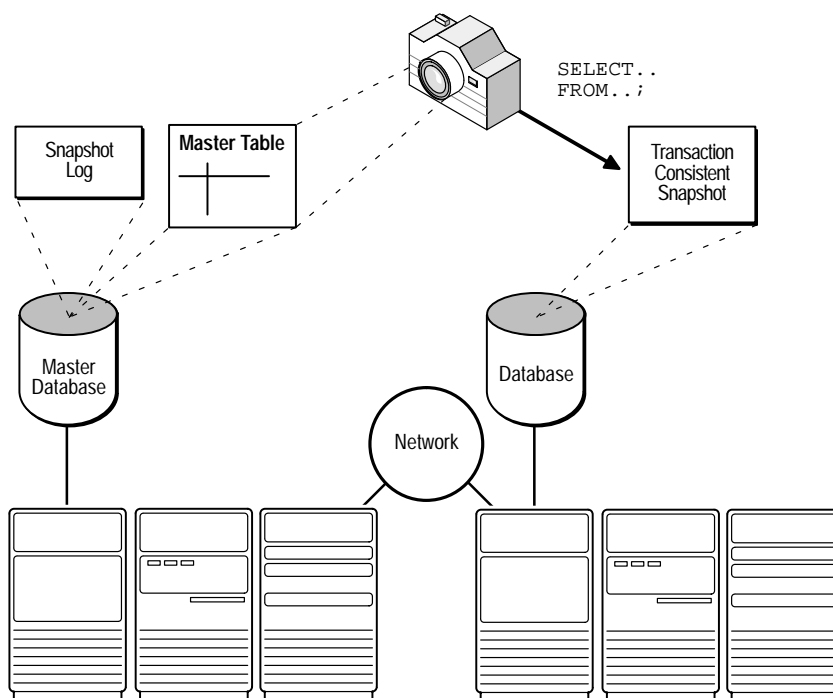 SELECT..
FROM..;
Snapshot
Log
Master Table
Transaction
Consistent
Snapshot
Master
Database
Database
Network